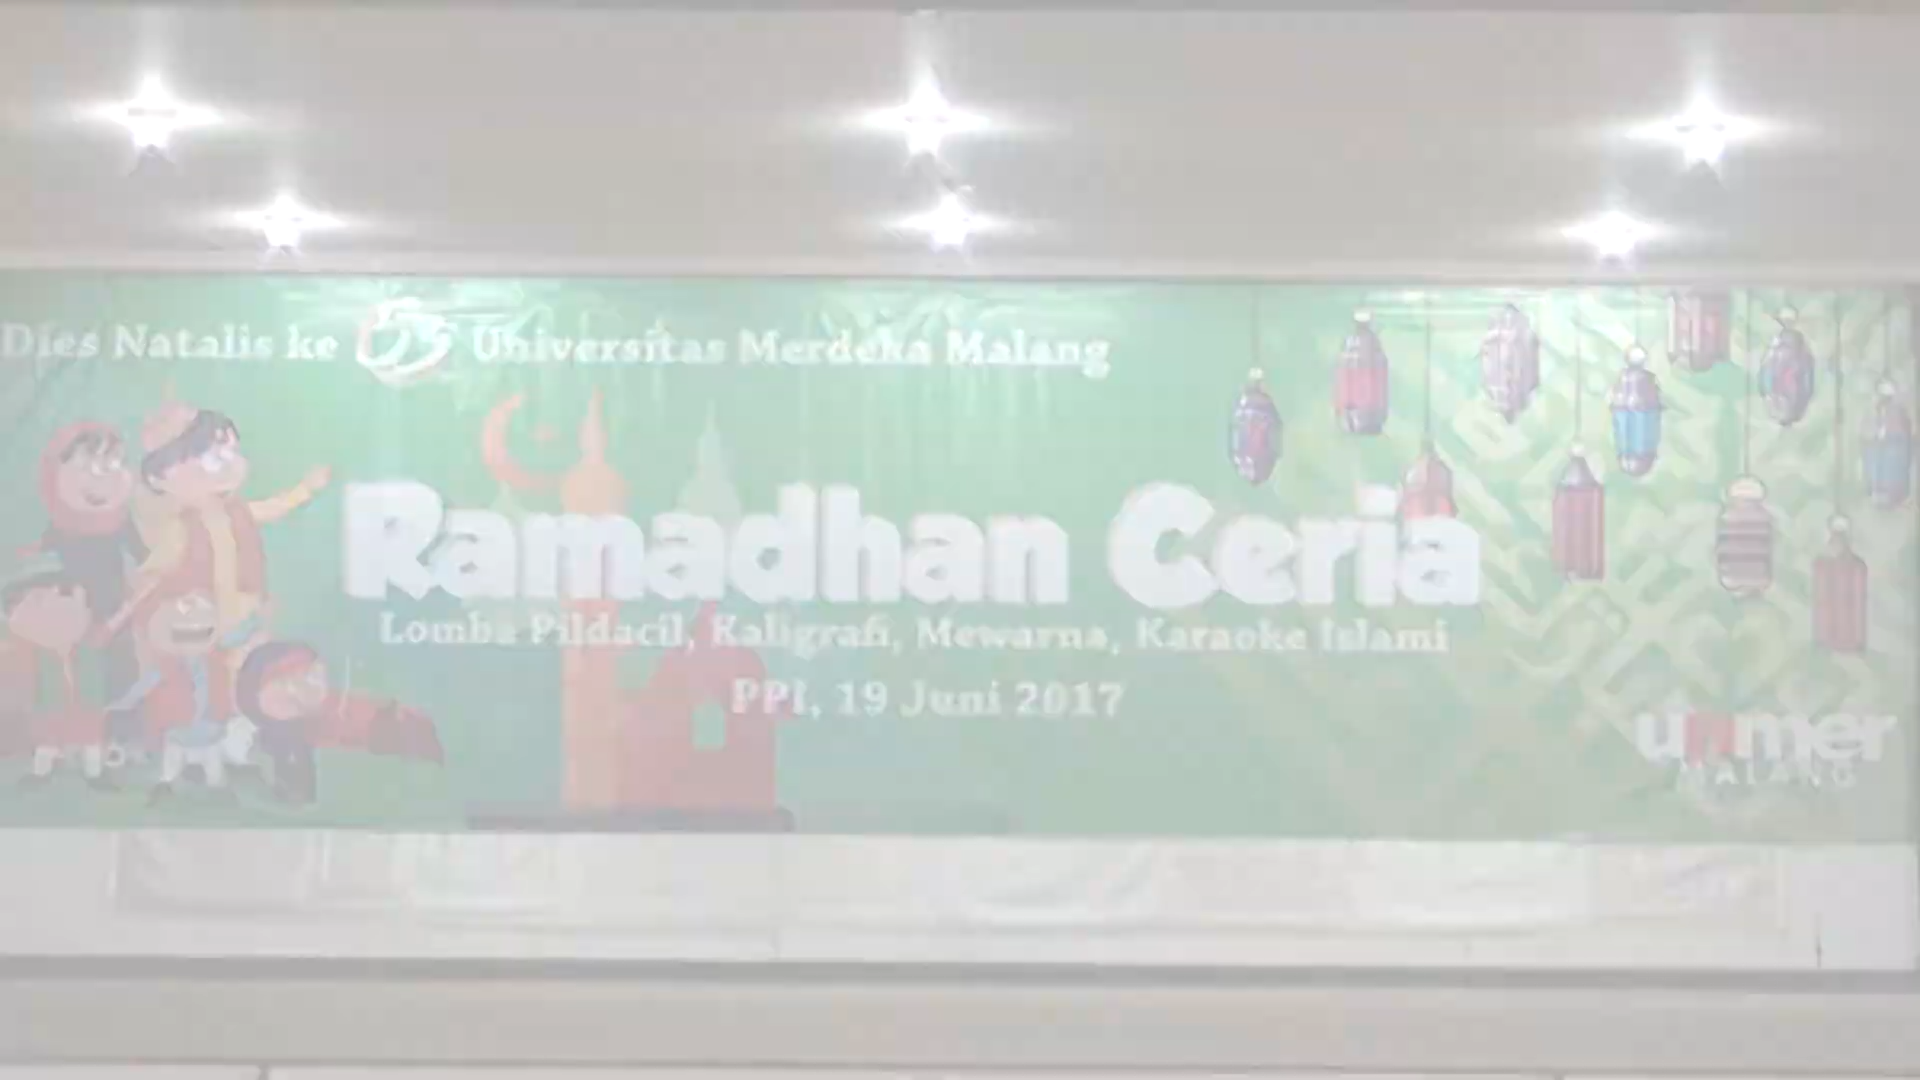 Dies Natalis ke 53 Universitas Merdeka Malang
Ramadhan Ceria
Lomba Pildacil, Kaligrafi, Mewarna, Karaoke Islami
PPI, 19 Juni 2017
unmer
MALANG